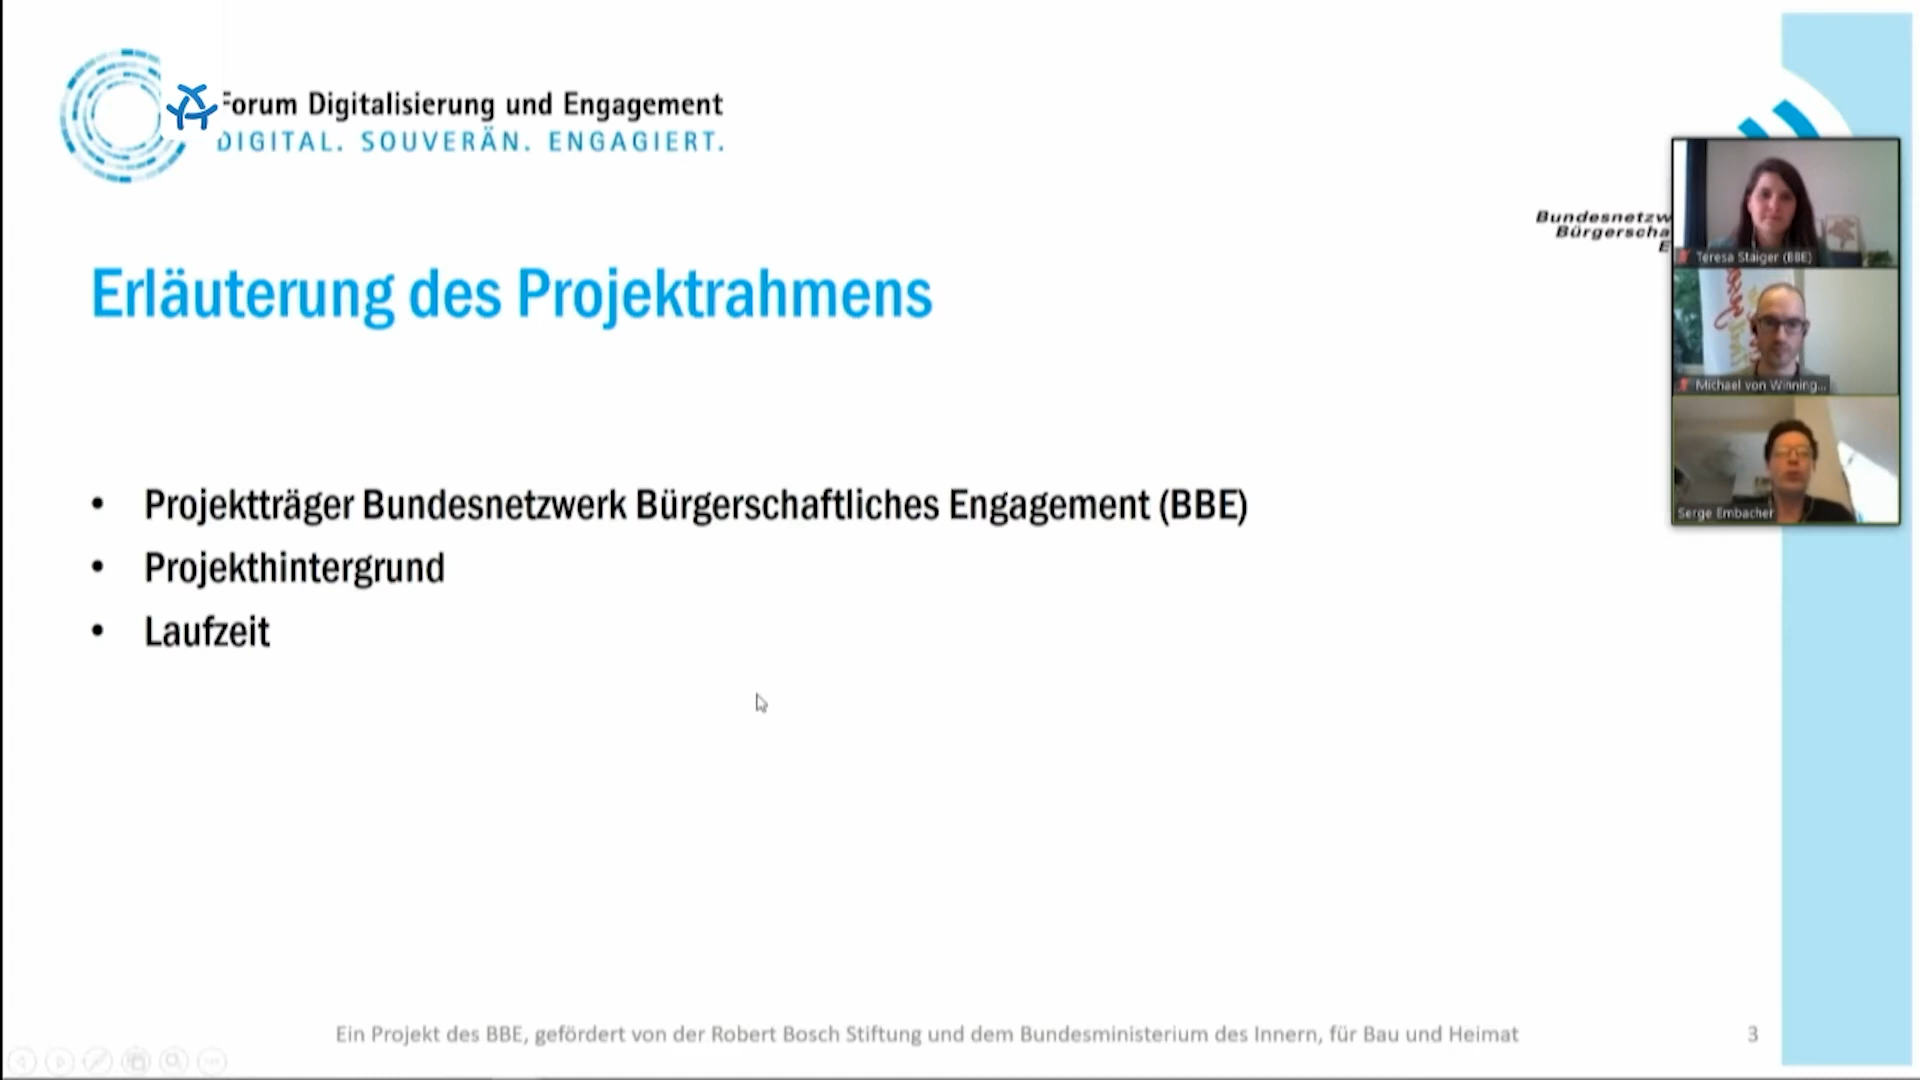 Forum Digitalisierung und Engagement
DIGITAL. SOUVERÄN. ENGAGIERT.
Bundesnetzw
Bürgerscha
E
Teresa Staiger (BBE)
Michael von Winning...
Serge Embacher
Erläuterung des Projektrahmens
• Projektträger Bundesnetzwerk Bürgerschaftliches Engagement (BBE)
• Projekthintergrund
• Laufzeit
Ein Projekt des BBE, gefördert von der Robert Bosch Stiftung und dem Bundesministerium des Innern, für Bau und Heimat
3